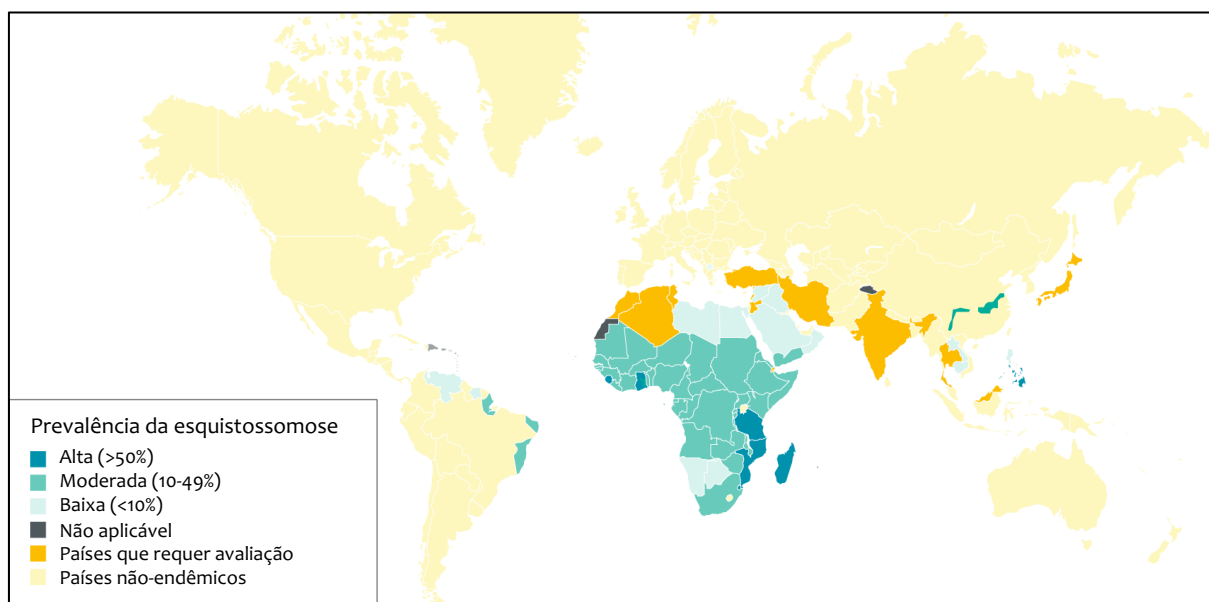 Prevalência da esquistossomose
Alta (>50%)
Moderada (10-49%)
Baixa (<10%)
Não aplicável
Países que requer avaliação
Países não-endêmicos